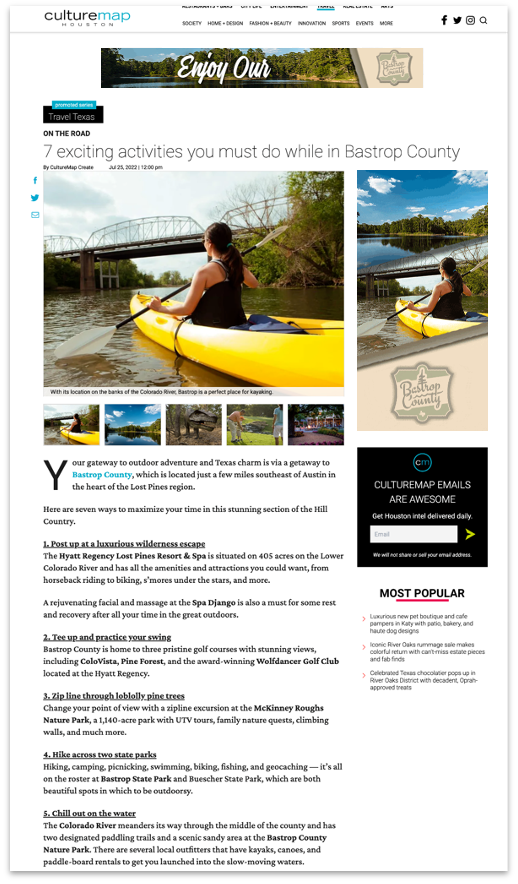 culturemap
HOUSTON
RESTAURANTS + BARS CITY LIFE ENTERTAINMENT TRAVEL REAL ESTATE ARTS
SOCIETY HOME + DESIGN FASHION + BEAUTY INNOVATION SPORTS EVENTS MORE
Enjoy Our
Bastrop
County
promoted series
Travel Texas
ON THE ROAD
7 exciting activities you must do while in Bastrop County
By CultureMap Create Jul 25, 2022 | 12:00 pm
With its location on the banks of the Colorado River, Bastrop is a perfect place for kayaking.
Your gateway to outdoor adventure and Texas charm is via a getaway to
Bastrop County, which is located just a few miles southeast of Austin in
the heart of the Lost Pines region.
Here are seven ways to maximize your time in this stunning section of the Hill
Country.
1. Post up at a luxurious wilderness escape
The Hyatt Regency Lost Pines Resort & Spa is situated on 405 acres on the Lower
Colorado River and has all the amenities and attractions you could want, from
horseback riding to biking, s'mores under the stars, and more.
A rejuvenating facial and massage at the Spa Django is also a must for some rest
and recovery after all your time in the great outdoors.
2. Tee up and practice your swing
Bastrop County is home to three pristine golf courses with stunning views,
including ColoVista, Pine Forest, and the award-winning Wolfdancer Golf Club
located at the Hyatt Regency.
3. Zip line through loblolly pine trees
Change your point of view with a zipline excursion at the McKinney Roughs
Nature Park, a 1,140-acre park with UTV tours, family nature quests, climbing
walls, and much more.
4. Hike across two state parks
Hiking, camping, picnicking, swimming, biking, fishing, and geocaching — it's all
on the roster at Bastrop State Park and Buescher State Park, which are both
beautiful spots in which to be outdoorsy.
5. Chill out on the water
The Colorado River meanders its way through the middle of the county and has
two designated paddling trails and a scenic sandy area at the Bastrop County
Nature Park. There are several local outfitters that have kayaks, canoes, and
paddle-board rentals to get you launched into the slow-moving waters.
Bastrop
County
cm
CULTUREMAP EMAILS
ARE AWESOME
Get Houston intel delivered daily.
Email
We will not share or sell your email address.
MOST POPULAR
Luxurious new pet boutique and cafe
pampers in Katy with patio, bakery, and
haute dog designs
Iconic River Oaks rummage sale makes
colorful return with can't-miss estate pieces
and fab finds
Celebrated Texas chocolatier pops up in
River Oaks District with decadent, Oprah-
approved treats